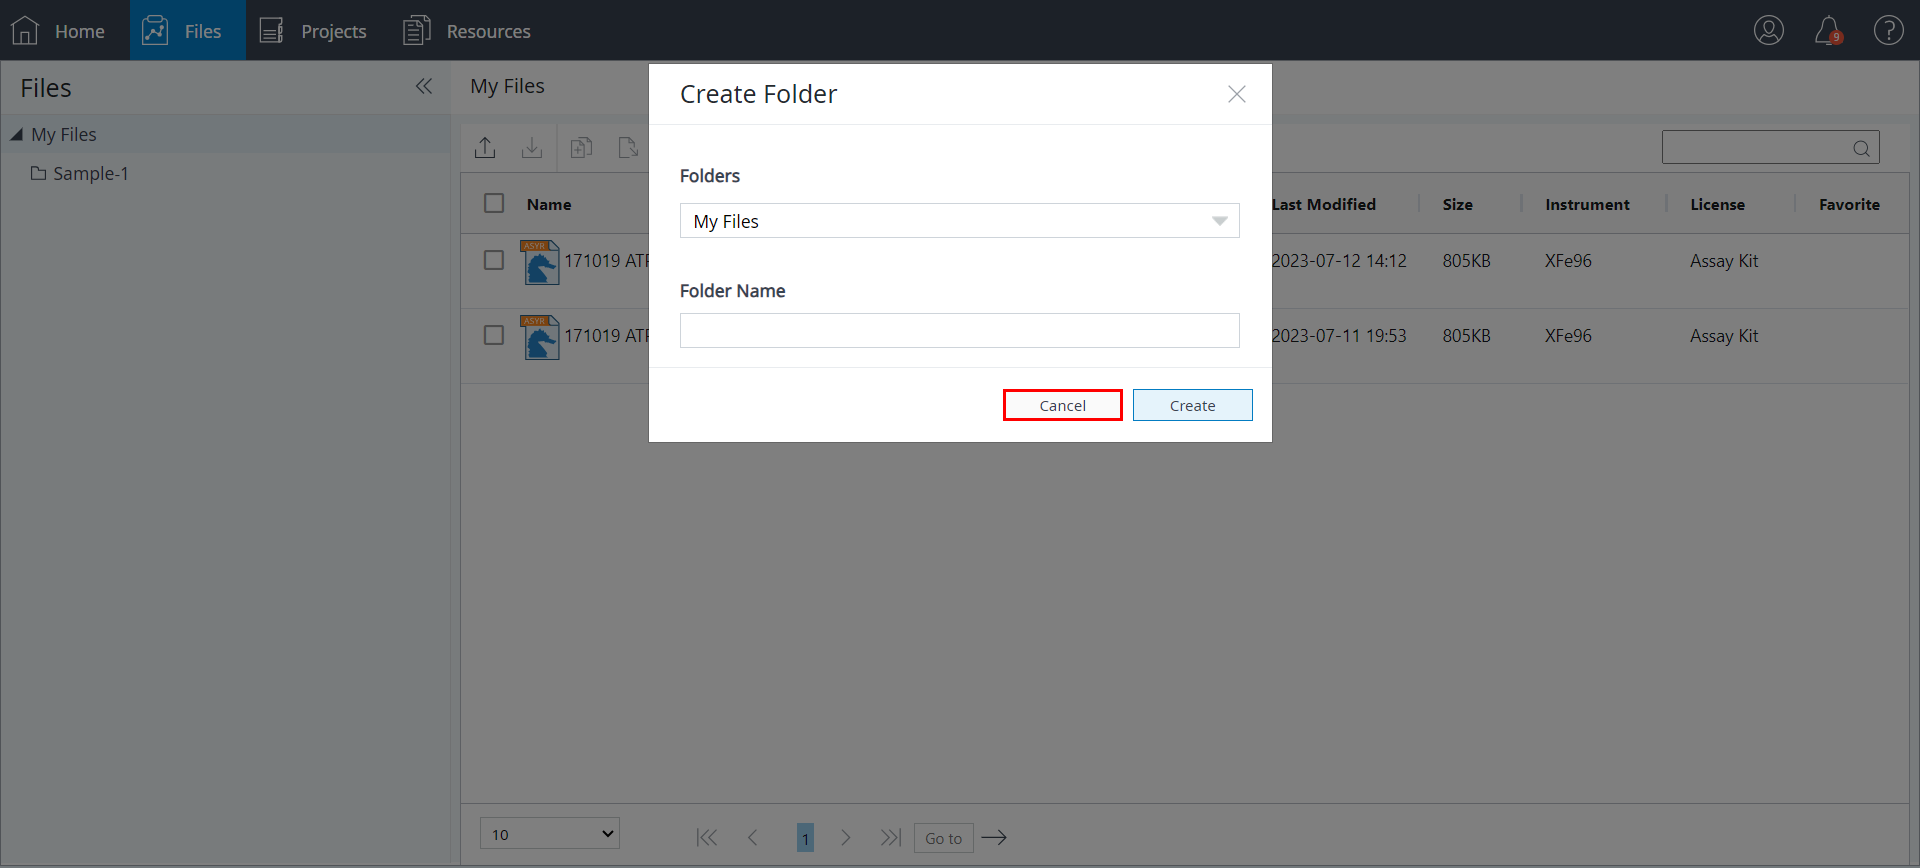 Home
Files
Projects
Resources
9
?
Files
My Files
Sample-1
My Files
Name
Last Modified
Size
Instrument
License
Favorite
ASYR
171019 ATP
2023-07-12 14:12
805KB
XFe96
Assay Kit
ASYR
171019 ATP
2023-07-11 19:53
805KB
XFe96
Assay Kit
Create Folder
Folders
My Files
Folder Name
Cancel
Create
10
1
Go to